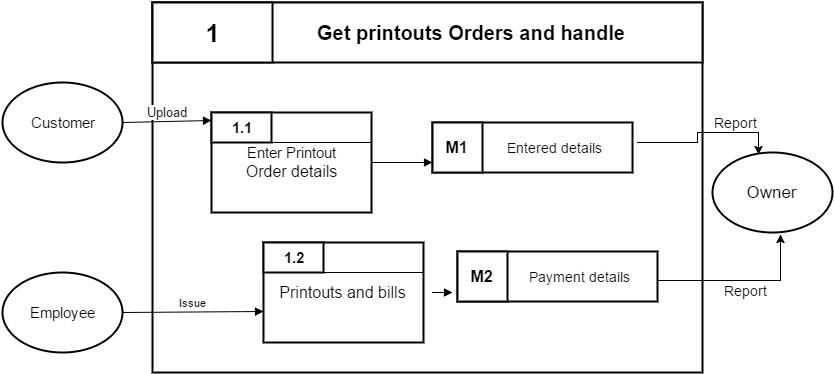 1
Get printouts Orders and handle
Customer
Upload
1.1
Enter Printout
Order details
M1
Entered details
Report
Owner
Employee
Issue
1.2
Printouts and bills
M2
Payment details
Report